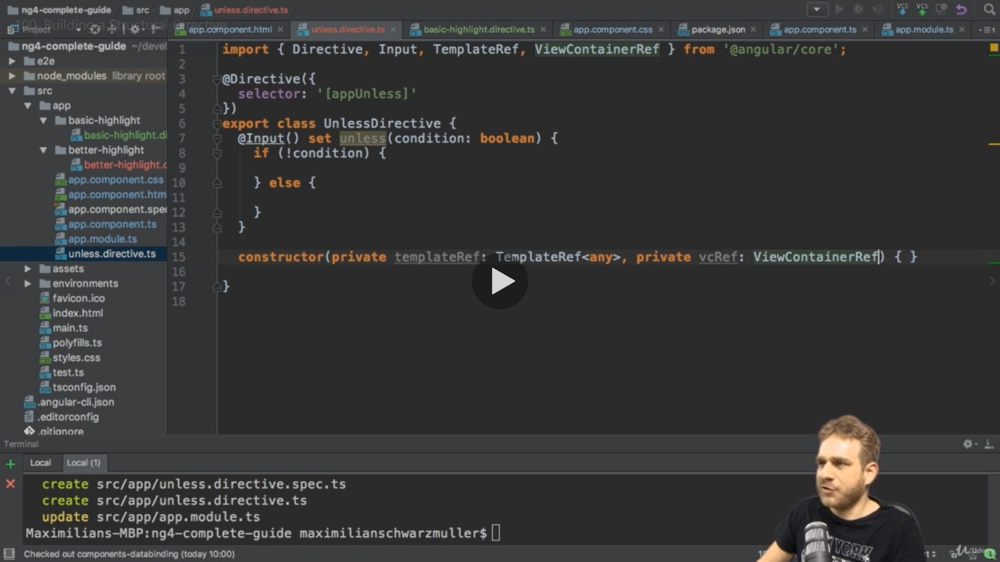 ng4-complete-guide src app unless.directive.ts
100. Building a Structural Directive
Project
app.component.html unless.directive.ts basic-highlight.directive.ts app.component.css package.json app.component.ts app.module.ts
ng4-complete-guide ~/devel
e2e
node_modules library root
src
app
basic-highlight
basic-highlight.di
better-highlight
better-highlight.c
app.component.css
app.component.htm
app.component.spec
app.component.ts
app.module.ts
unless.directive.ts
assets
environments
favicon.ico
index.html
main.ts
polyfills.ts
styles.css
test.ts
tsconfig.json
.angular-cli.json
.editorconfig
.gitignore
1 import { Directive, Input, TemplateRef, ViewContainerRef } from '@angular/core';
2
3 @Directive({
4 selector: '[appUnless]'
5 })
6 export class UnlessDirective {
7 @Input() set unless(condition: boolean) {
8 if (!condition) {
9
10 } else {
11
12 }
13 }
14
15 constructor(private templateRef: TemplateRef<any>, private vcRef: ViewContainerRef) { }
16
17 }
18
Terminal
Local Local (1)
create src/app/unless.directive.spec.ts
create src/app/unless.directive.ts
update src/app/app.module.ts
Maximilians-MBP:ng4-complete-guide maximilianschwarzmuller$
Checked out components-databinding (today 10:00)
YORK